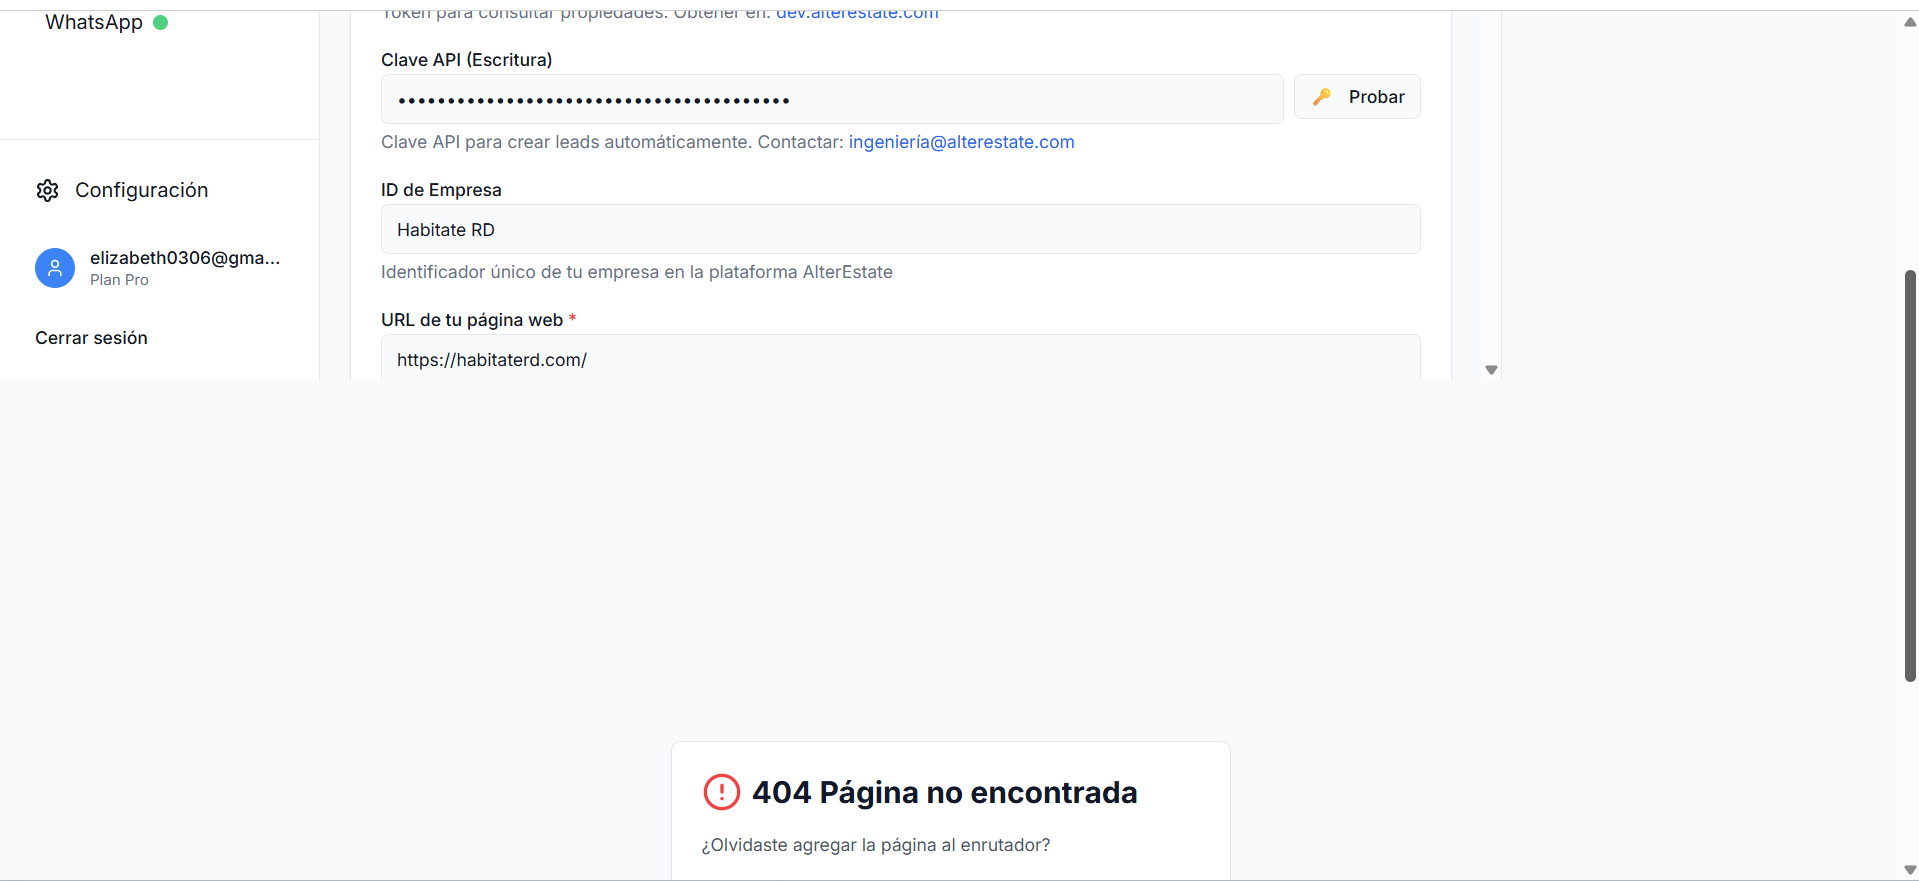 WhatsApp
Configuración
elizabeth0306@gma...
Plan Pro
Cerrar sesión
Token para consultar propiedades. Obtener en: dev.alterestate.com
Clave API (Escritura)
••••••••••••••••••••••••••••••••••••••••
Probar
Clave API para crear leads automáticamente. Contactar: ingeniería@alterestate.com
ID de Empresa
Habitate RD
Identificador único de tu empresa en la plataforma AlterEstate
URL de tu página web *
https://habitaterd.com/
404 Página no encontrada
¿Olvidaste agregar la página al enrutador?